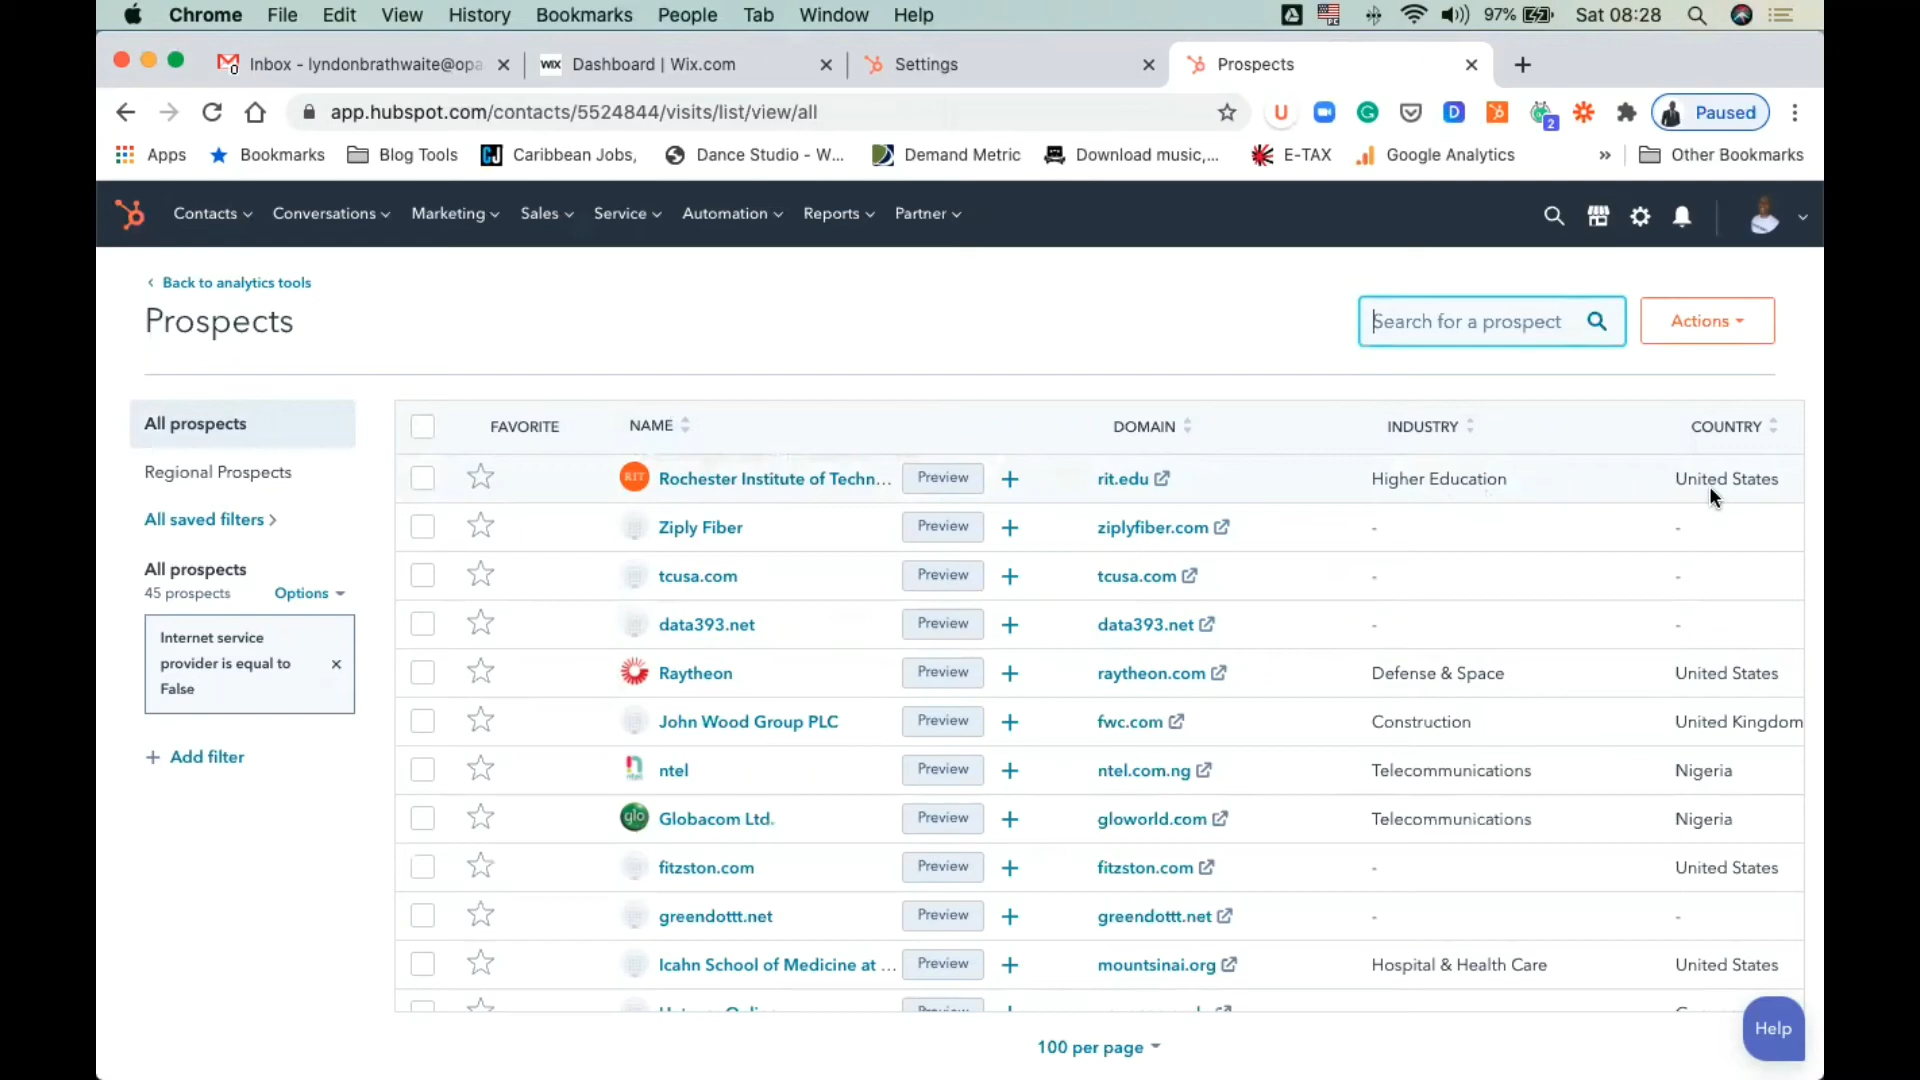 Chrome File Edit View History Bookmarks People Tab Window Help 97% Sat 08:28
Inbox - lyndonbrathwaite@opa
WIX Dashboard | Wix.com
Settings
Prospects
app.hubspot.com/contacts/5524844/visits/list/view/all
U D 2 Paused
Apps Bookmarks Blog Tools CJ Caribbean Jobs, Dance Studio - W... Demand Metric Download music,... E-TAX Google Analytics » Other Bookmarks
Contacts Conversations Marketing Sales Service Automation Reports Partner
Back to analytics tools
Prospects
Search for a prospect
Actions
All prospects
Regional Prospects
All saved filters
All prospects
45 prospects Options
Internet service
provider is equal to
False
+ Add filter
FAVORITE NAME DOMAIN INDUSTRY COUNTRY
RIT Rochester Institute of Techn... Preview + rit.edu Higher Education United States
Ziply Fiber Preview + ziplyfiber.com - -
tcusa.com Preview + tcusa.com - -
data393.net Preview + data393.net - -
Raytheon Preview + raytheon.com Defense & Space United States
John Wood Group PLC Preview + fwc.com Construction United Kingdom
ntel Preview + ntel.com.ng Telecommunications Nigeria
glo Globacom Ltd. Preview + gloworld.com Telecommunications Nigeria
fitzston.com Preview + fitzston.com - United States
greendottt.net Preview + greendottt.net - -
Icahn School of Medicine at ... Preview + mountsinai.org Hospital & Health Care United States
Preview
100 per page
Help